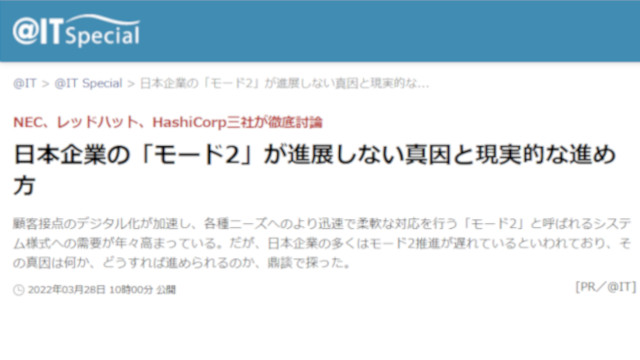 @IT Special
@IT > @IT Special > 日本企業の「モード2」が進展しない真因と現実的な...
NEC、レッドハット、HashiCorp三社が徹底討論
日本企業の「モード2」が進展しない真因と現実的な進め
方
顧客接点のデジタル化が加速し、各種ニーズへのより迅速で柔軟な対応を行う「モード2」と呼ばれるシステ
ム様式への需要が年々高まっている。だが、日本企業の多くはモード2推進が遅れているといわれており、そ
の真因は何か、どうすれば進められるのか、鼎談で探った。
2022年03月28日 10時00分 公開
[PR／@IT]